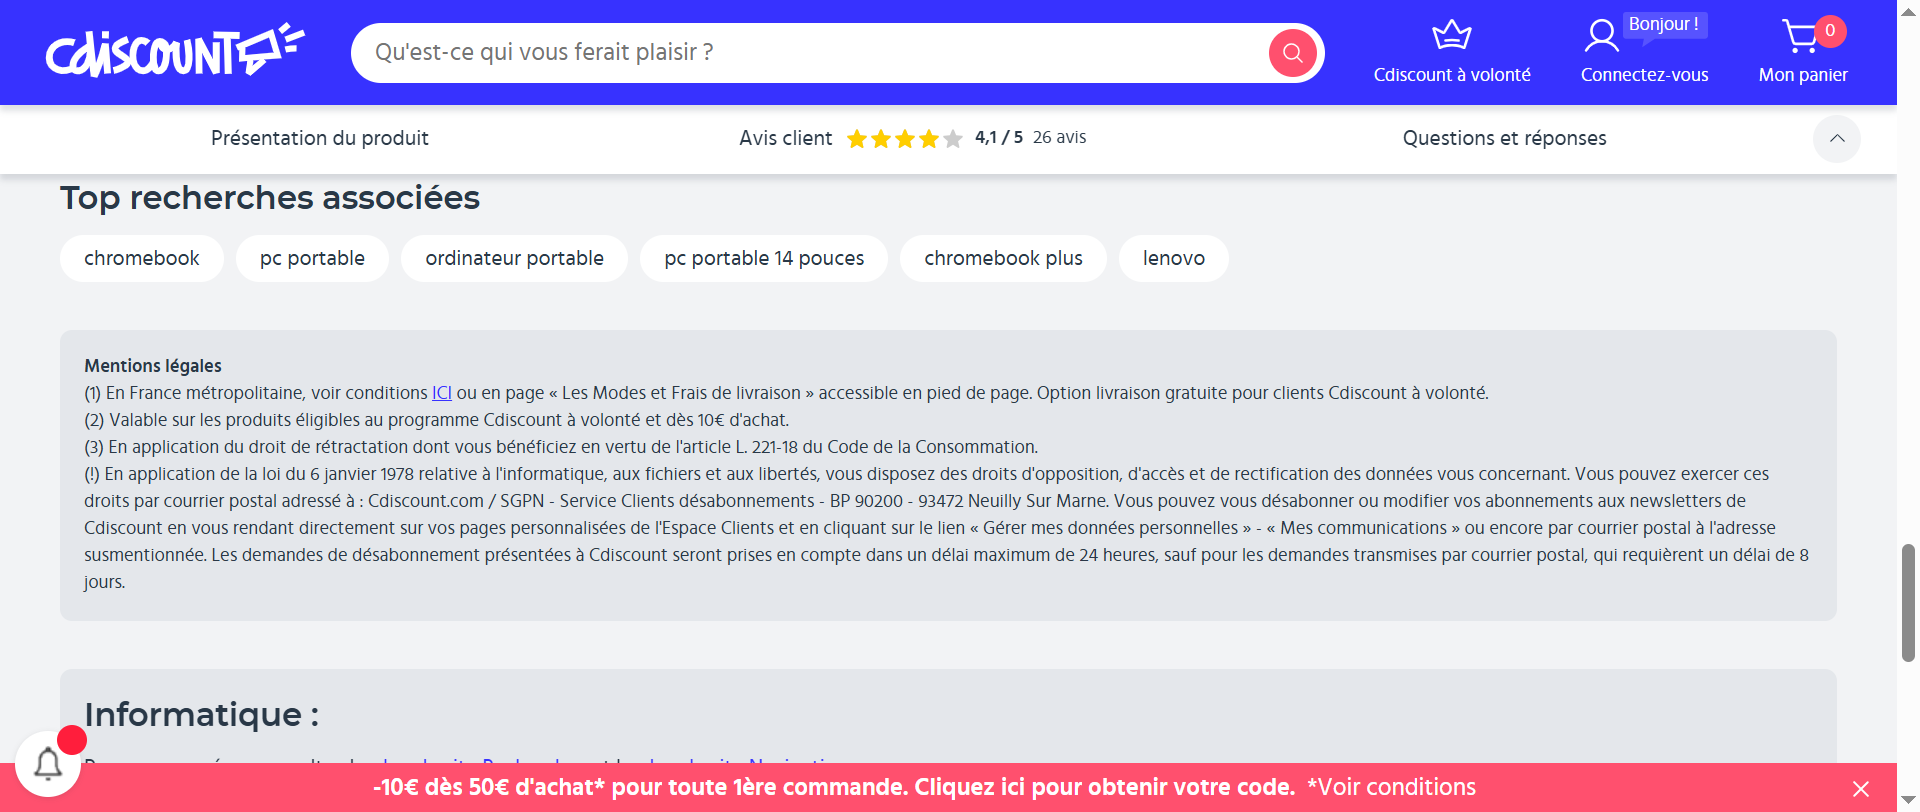 Cdiscount
Qu'est-ce qui vous ferait plaisir ?
Cdiscount à volonté
Bonjour !
Connectez-vous
0
Mon panier
Présentation du produit
Avis client 4,1 / 5 26 avis
Questions et réponses
Top recherches associées
chromebook
pc portable
ordinateur portable
pc portable 14 pouces
chromebook plus
lenovo
Mentions légales
(1) En France métropolitaine, voir conditions ICI ou en page « Les Modes et Frais de livraison » accessible en pied de page. Option livraison gratuite pour clients Cdiscount à volonté.
(2) Valable sur les produits éligibles au programme Cdiscount à volonté et dès 10€ d'achat.
(3) En application du droit de rétractation dont vous bénéficiez en vertu de l'article L. 221-18 du Code de la Consommation.
(!) En application de la loi du 6 janvier 1978 relative à l'informatique, aux fichiers et aux libertés, vous disposez des droits d'opposition, d'accès et de rectification des données vous concernant. Vous pouvez exercer ces
droits par courrier postal adressé à : Cdiscount.com / SGPN - Service Clients désabonnements - BP 90200 - 93472 Neuilly Sur Marne. Vous pouvez vous désabonner ou modifier vos abonnements aux newsletters de
Cdiscount en vous rendant directement sur vos pages personnalisées de l'Espace Clients et en cliquant sur le lien « Gérer mes données personnelles » - « Mes communications » ou encore par courrier postal à l'adresse
susmentionnée. Les demandes de désabonnement présentées à Cdiscount seront prises en compte dans un délai maximum de 24 heures, sauf pour les demandes transmises par courrier postal, qui requièrent un délai de 8
jours.
Informatique :
-10€ dès 50€ d'achat* pour toute 1ère commande. Cliquez ici pour obtenir votre code. *Voir conditions